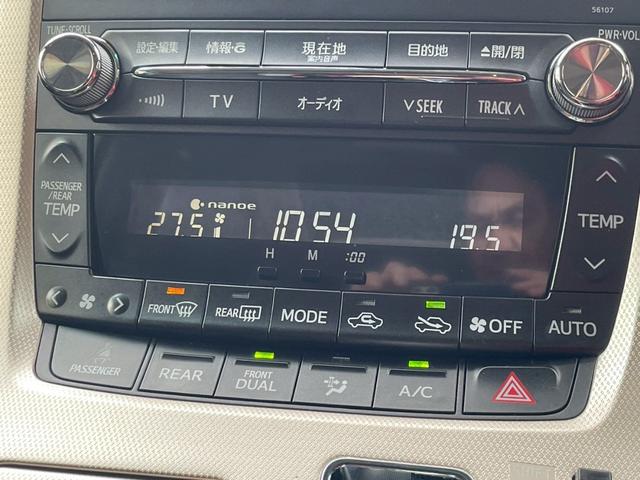 56107
TUNE・SCROLL
PWR・VOL
設定・編集
情報・G
現在地
案内音声
目的地
▲開/閉
TV
オーディオ
∨ SEEK
TRACK ∧
PASSENGER
/REAR
TEMP
nanoe
27.5
10:54
19.5
H
M
:00
TEMP
FRONT
REAR
MODE
OFF
AUTO
PASSENGER
REAR
FRONT
DUAL
A/C